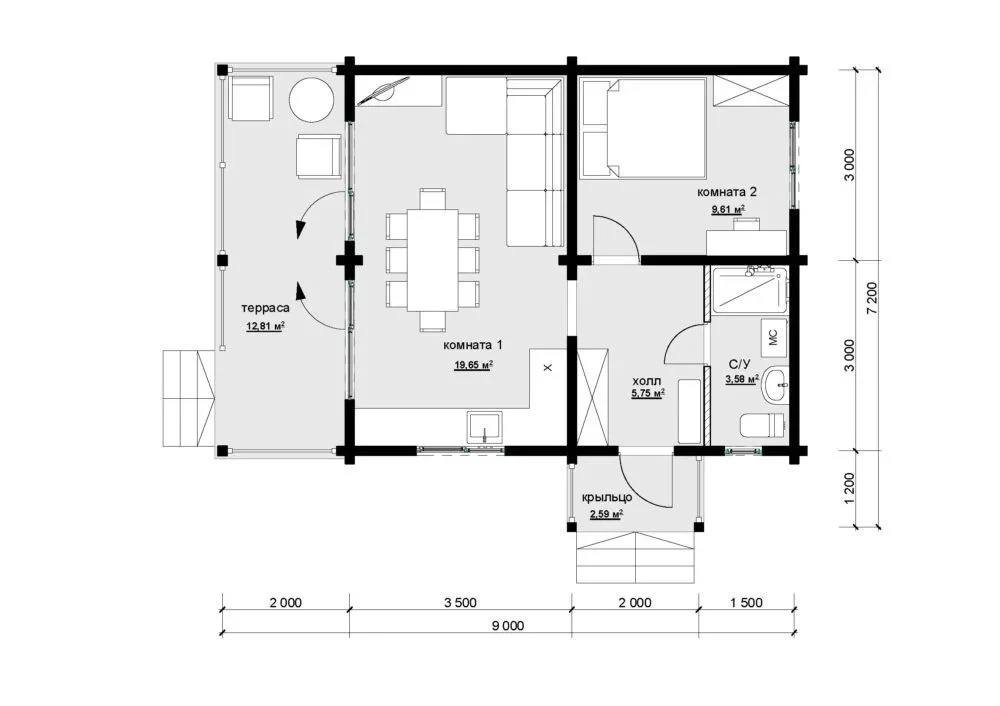 комната 2
9,61 м²
3 000
терраса
12,81 м²
7 200
комната 1
19,65 м²
X
МС
3 000
С/У
3,58 м²
холл
5,75 м²
крыльцо
2,59 м²
1 200
2 000
3 500
2 000
1 500
9 000